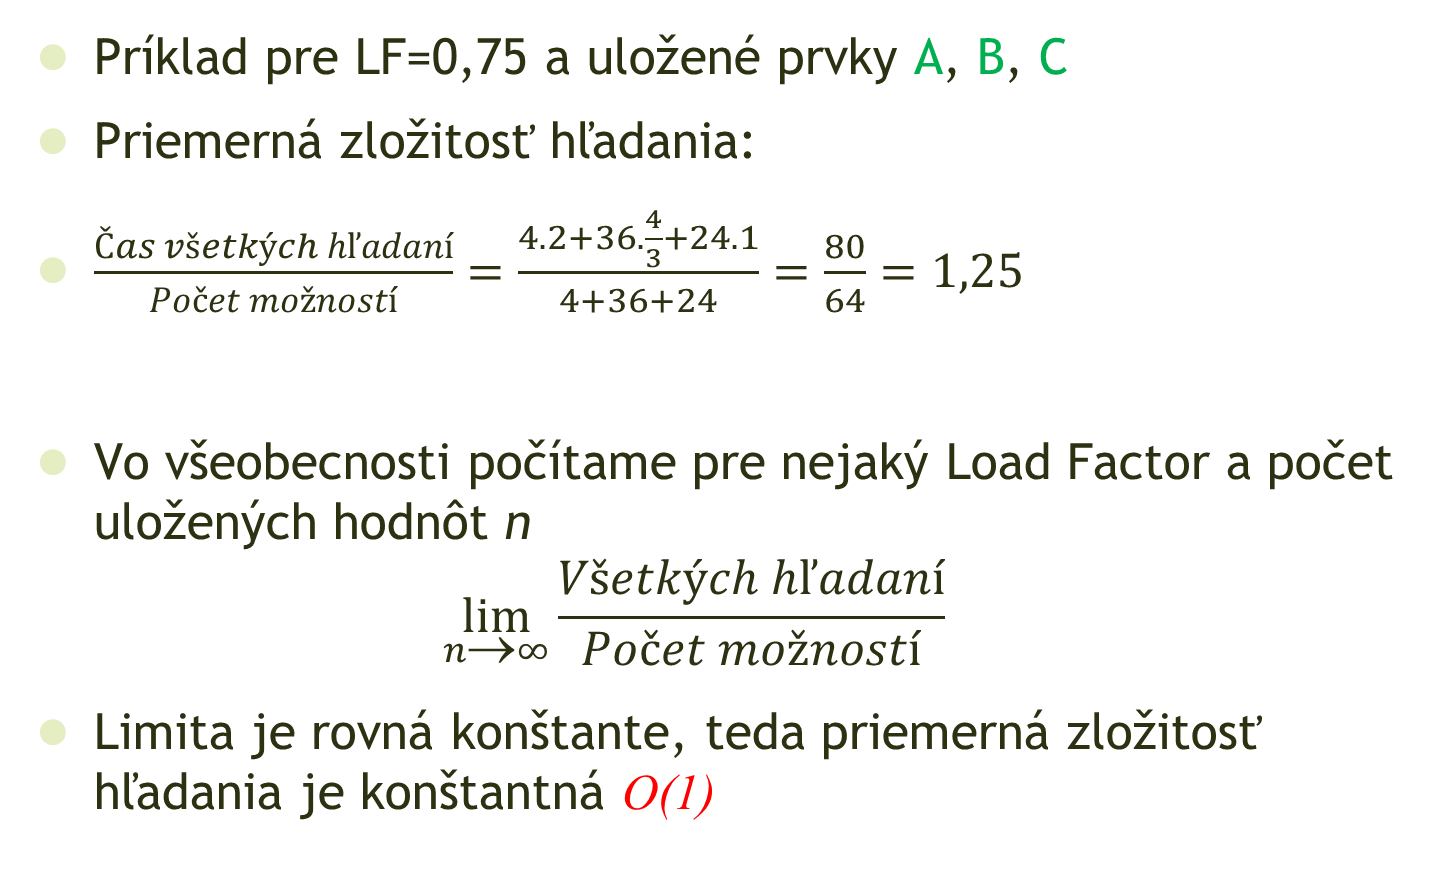 Príklad pre LF=0,75 a uložené prvky A, B, C
Priemerná zložitosť hľadania:
Čas všetkých hľadaní / Počet možností = (4.2+36.4/3+24.1) / (4+36+24) = 80/64 = 1,25
Vo všeobecnosti počítame pre nejaký Load Factor a počet
uložených hodnôt n
lim n→∞ Všetkých hľadaní / Počet možností
Limita je rovná konštante, teda priemerná zložitosť
hľadania je konštantná O(1)